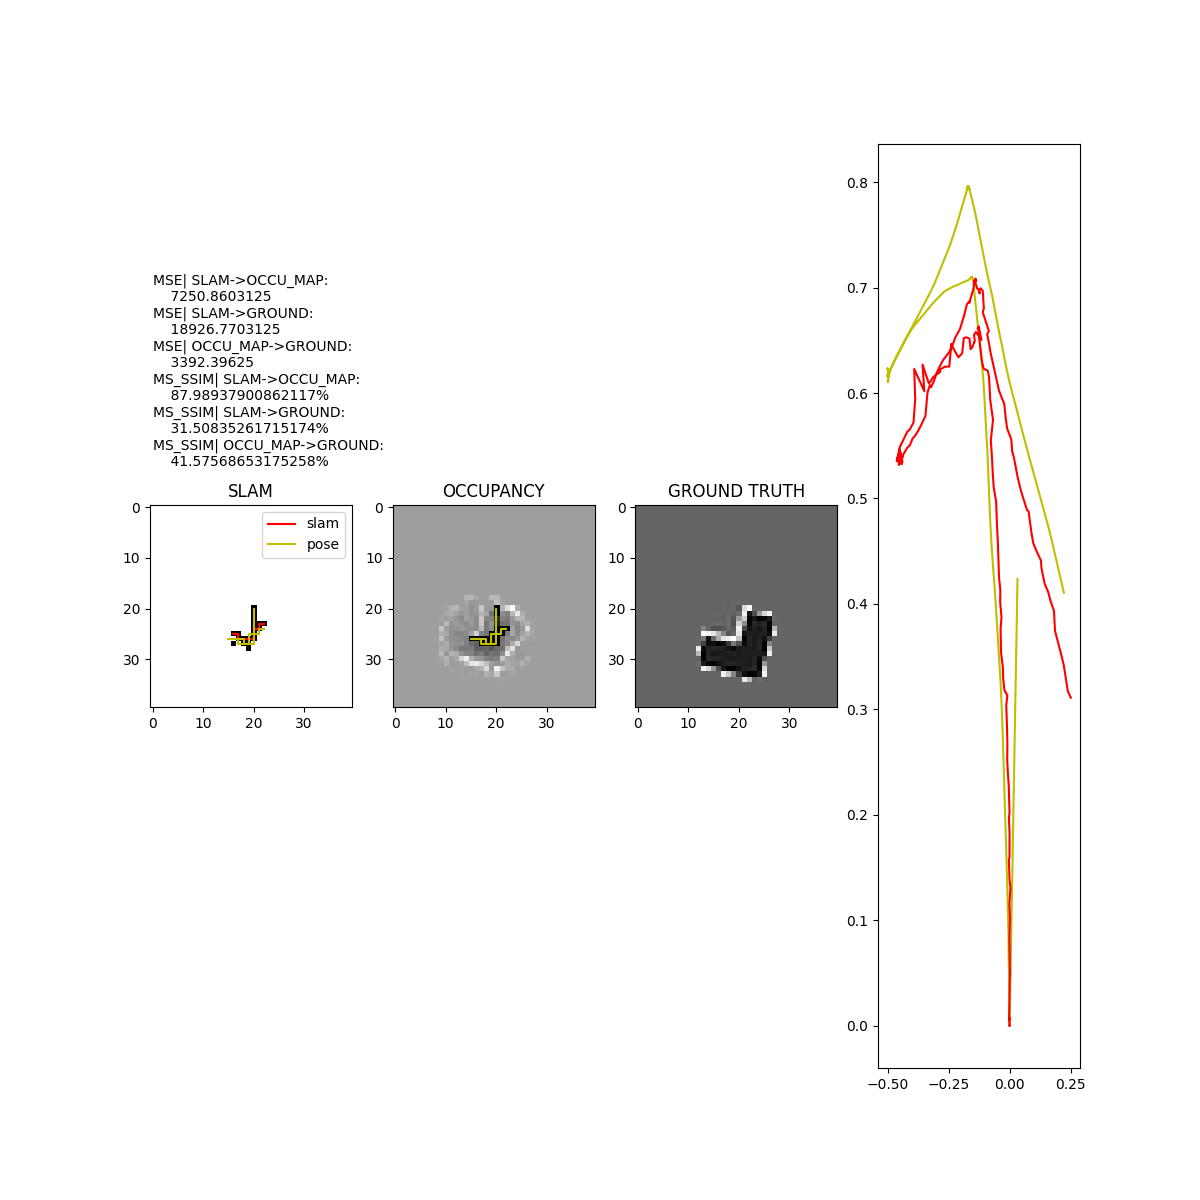 MSE| SLAM->OCCU_MAP:
7250.8603125
MSE| SLAM->GROUND:
18926.7703125
MSE| OCCU_MAP->GROUND:
3392.39625
MS_SSIM| SLAM->OCCU_MAP:
87.98937900862117%
MS_SSIM| SLAM->GROUND:
31.50835261715174%
MS_SSIM| OCCU_MAP->GROUND:
41.57568653175258%
SLAM
0
10
20
30
0 10 20 30
slam
pose
OCCUPANCY
0
10
20
30
0 10 20 30
GROUND TRUTH
0
10
20
30
0 10 20 30
0.8
0.7
0.6
0.5
0.4
0.3
0.2
0.1
0.0
−0.50 −0.25 0.00 0.25